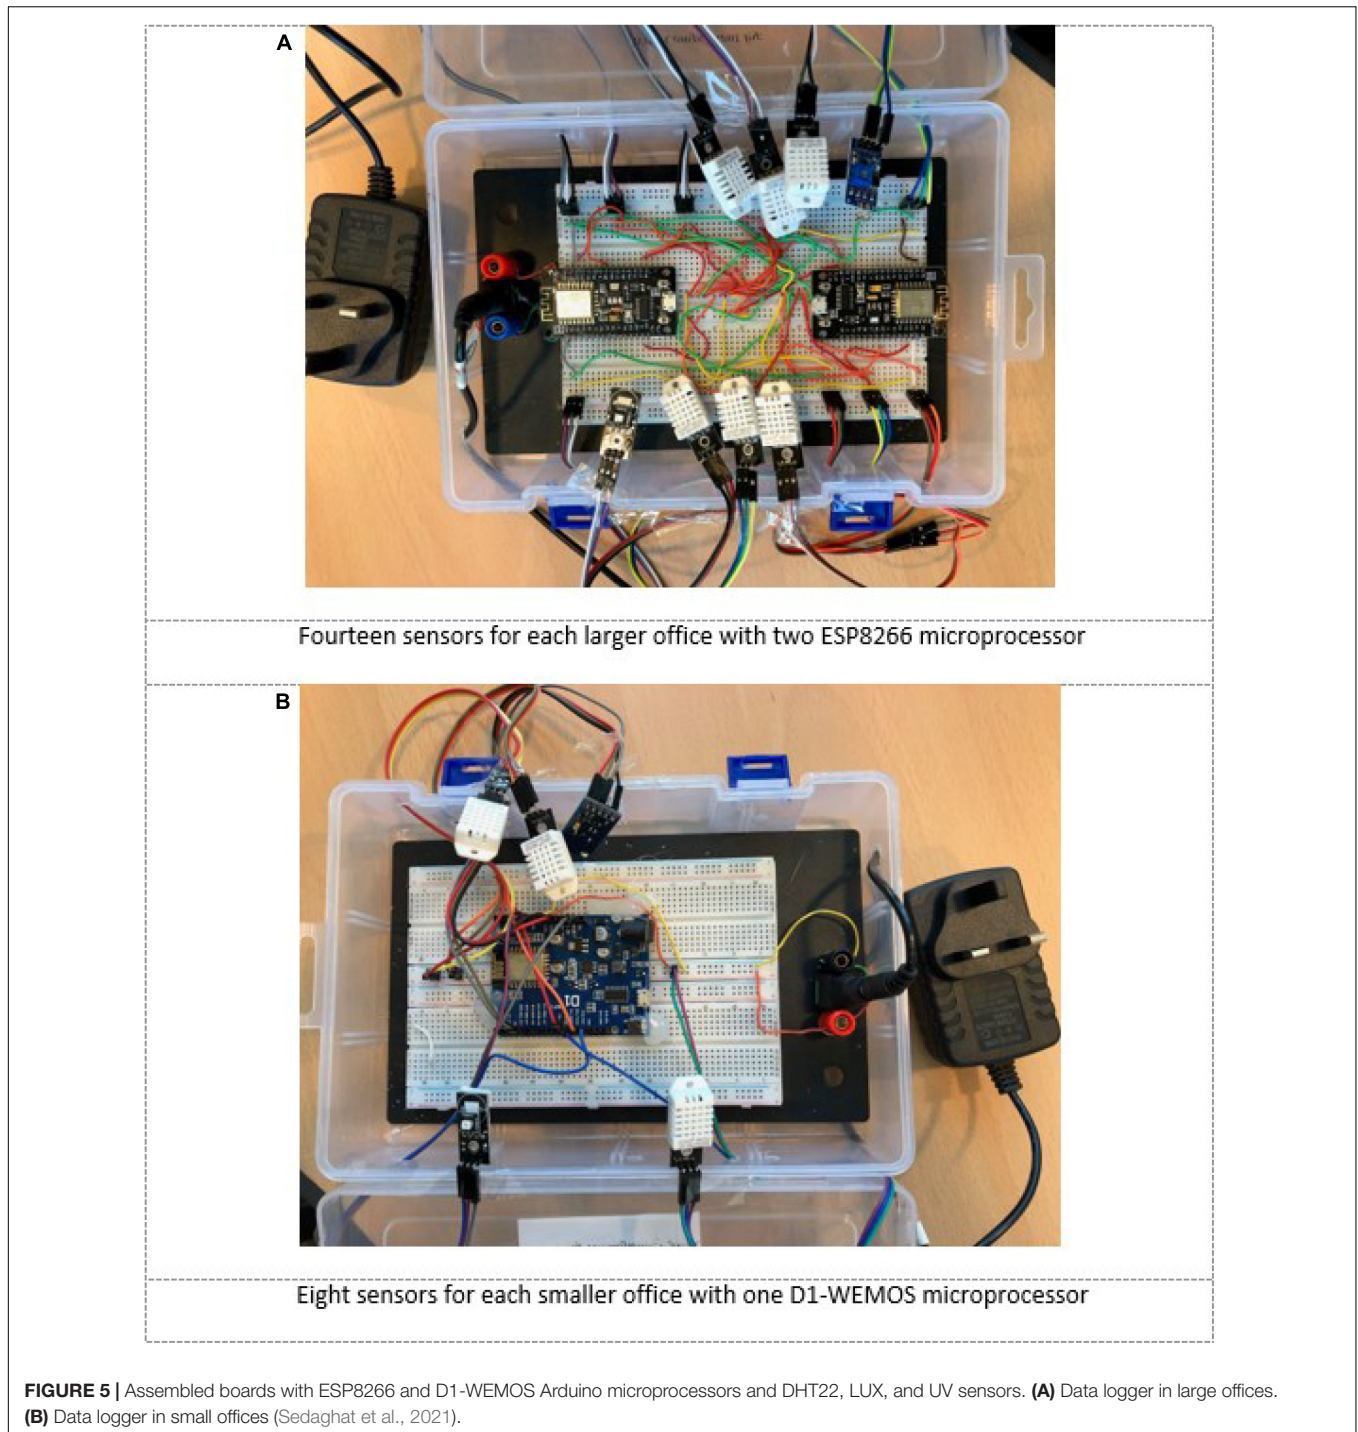 A
Fourteen sensors for each larger office with two ESP8266 microprocessor
B
D1
Eight sensors for each smaller office with one D1-WEMOS microprocessor
FIGURE 5 | Assembled boards with ESP8266 and D1-WEMOS Arduino microprocessors and DHT22, LUX, and UV sensors. (A) Data logger in large offices.
(B) Data logger in small offices (Sedaghat et al., 2021).